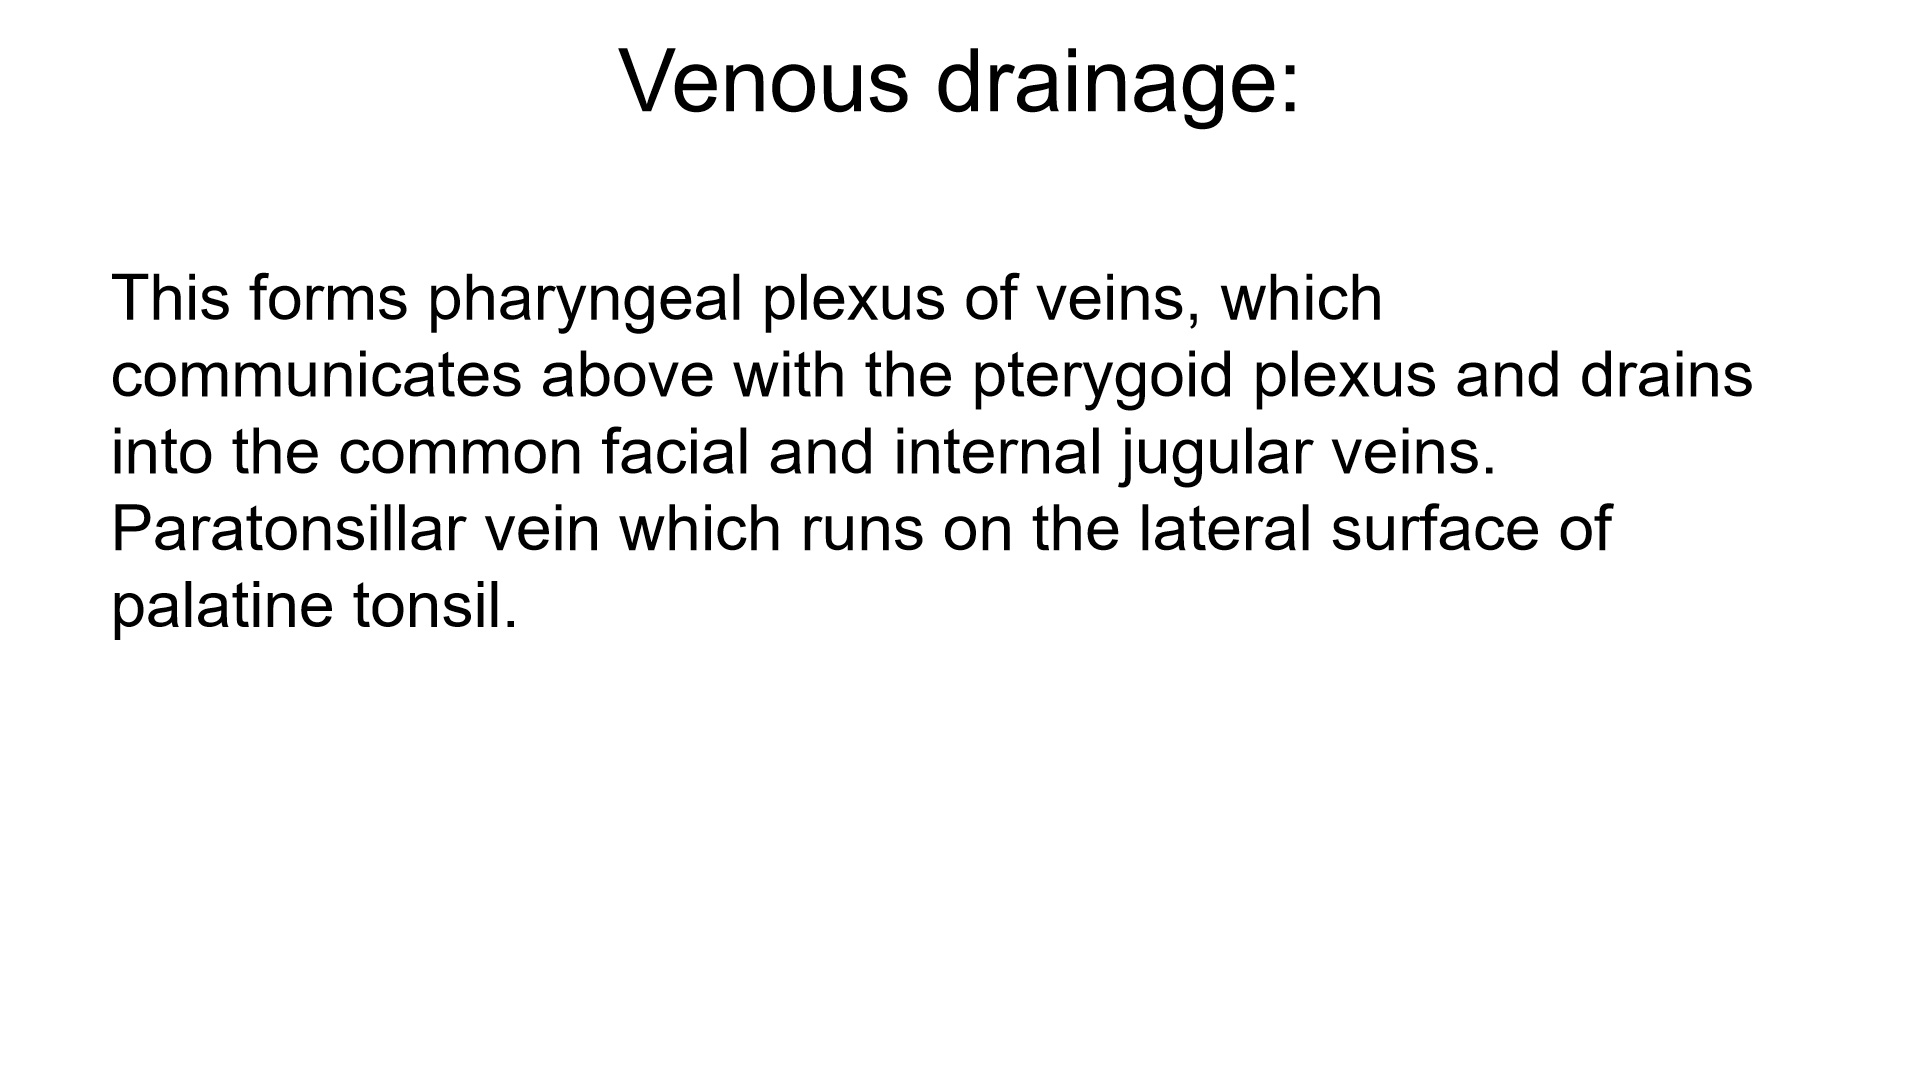 Venous drainage:
This forms pharyngeal plexus of veins, which
communicates above with the pterygoid plexus and drains
into the common facial and internal jugular veins.
Paratonsillar vein which runs on the lateral surface of
palatine tonsil.